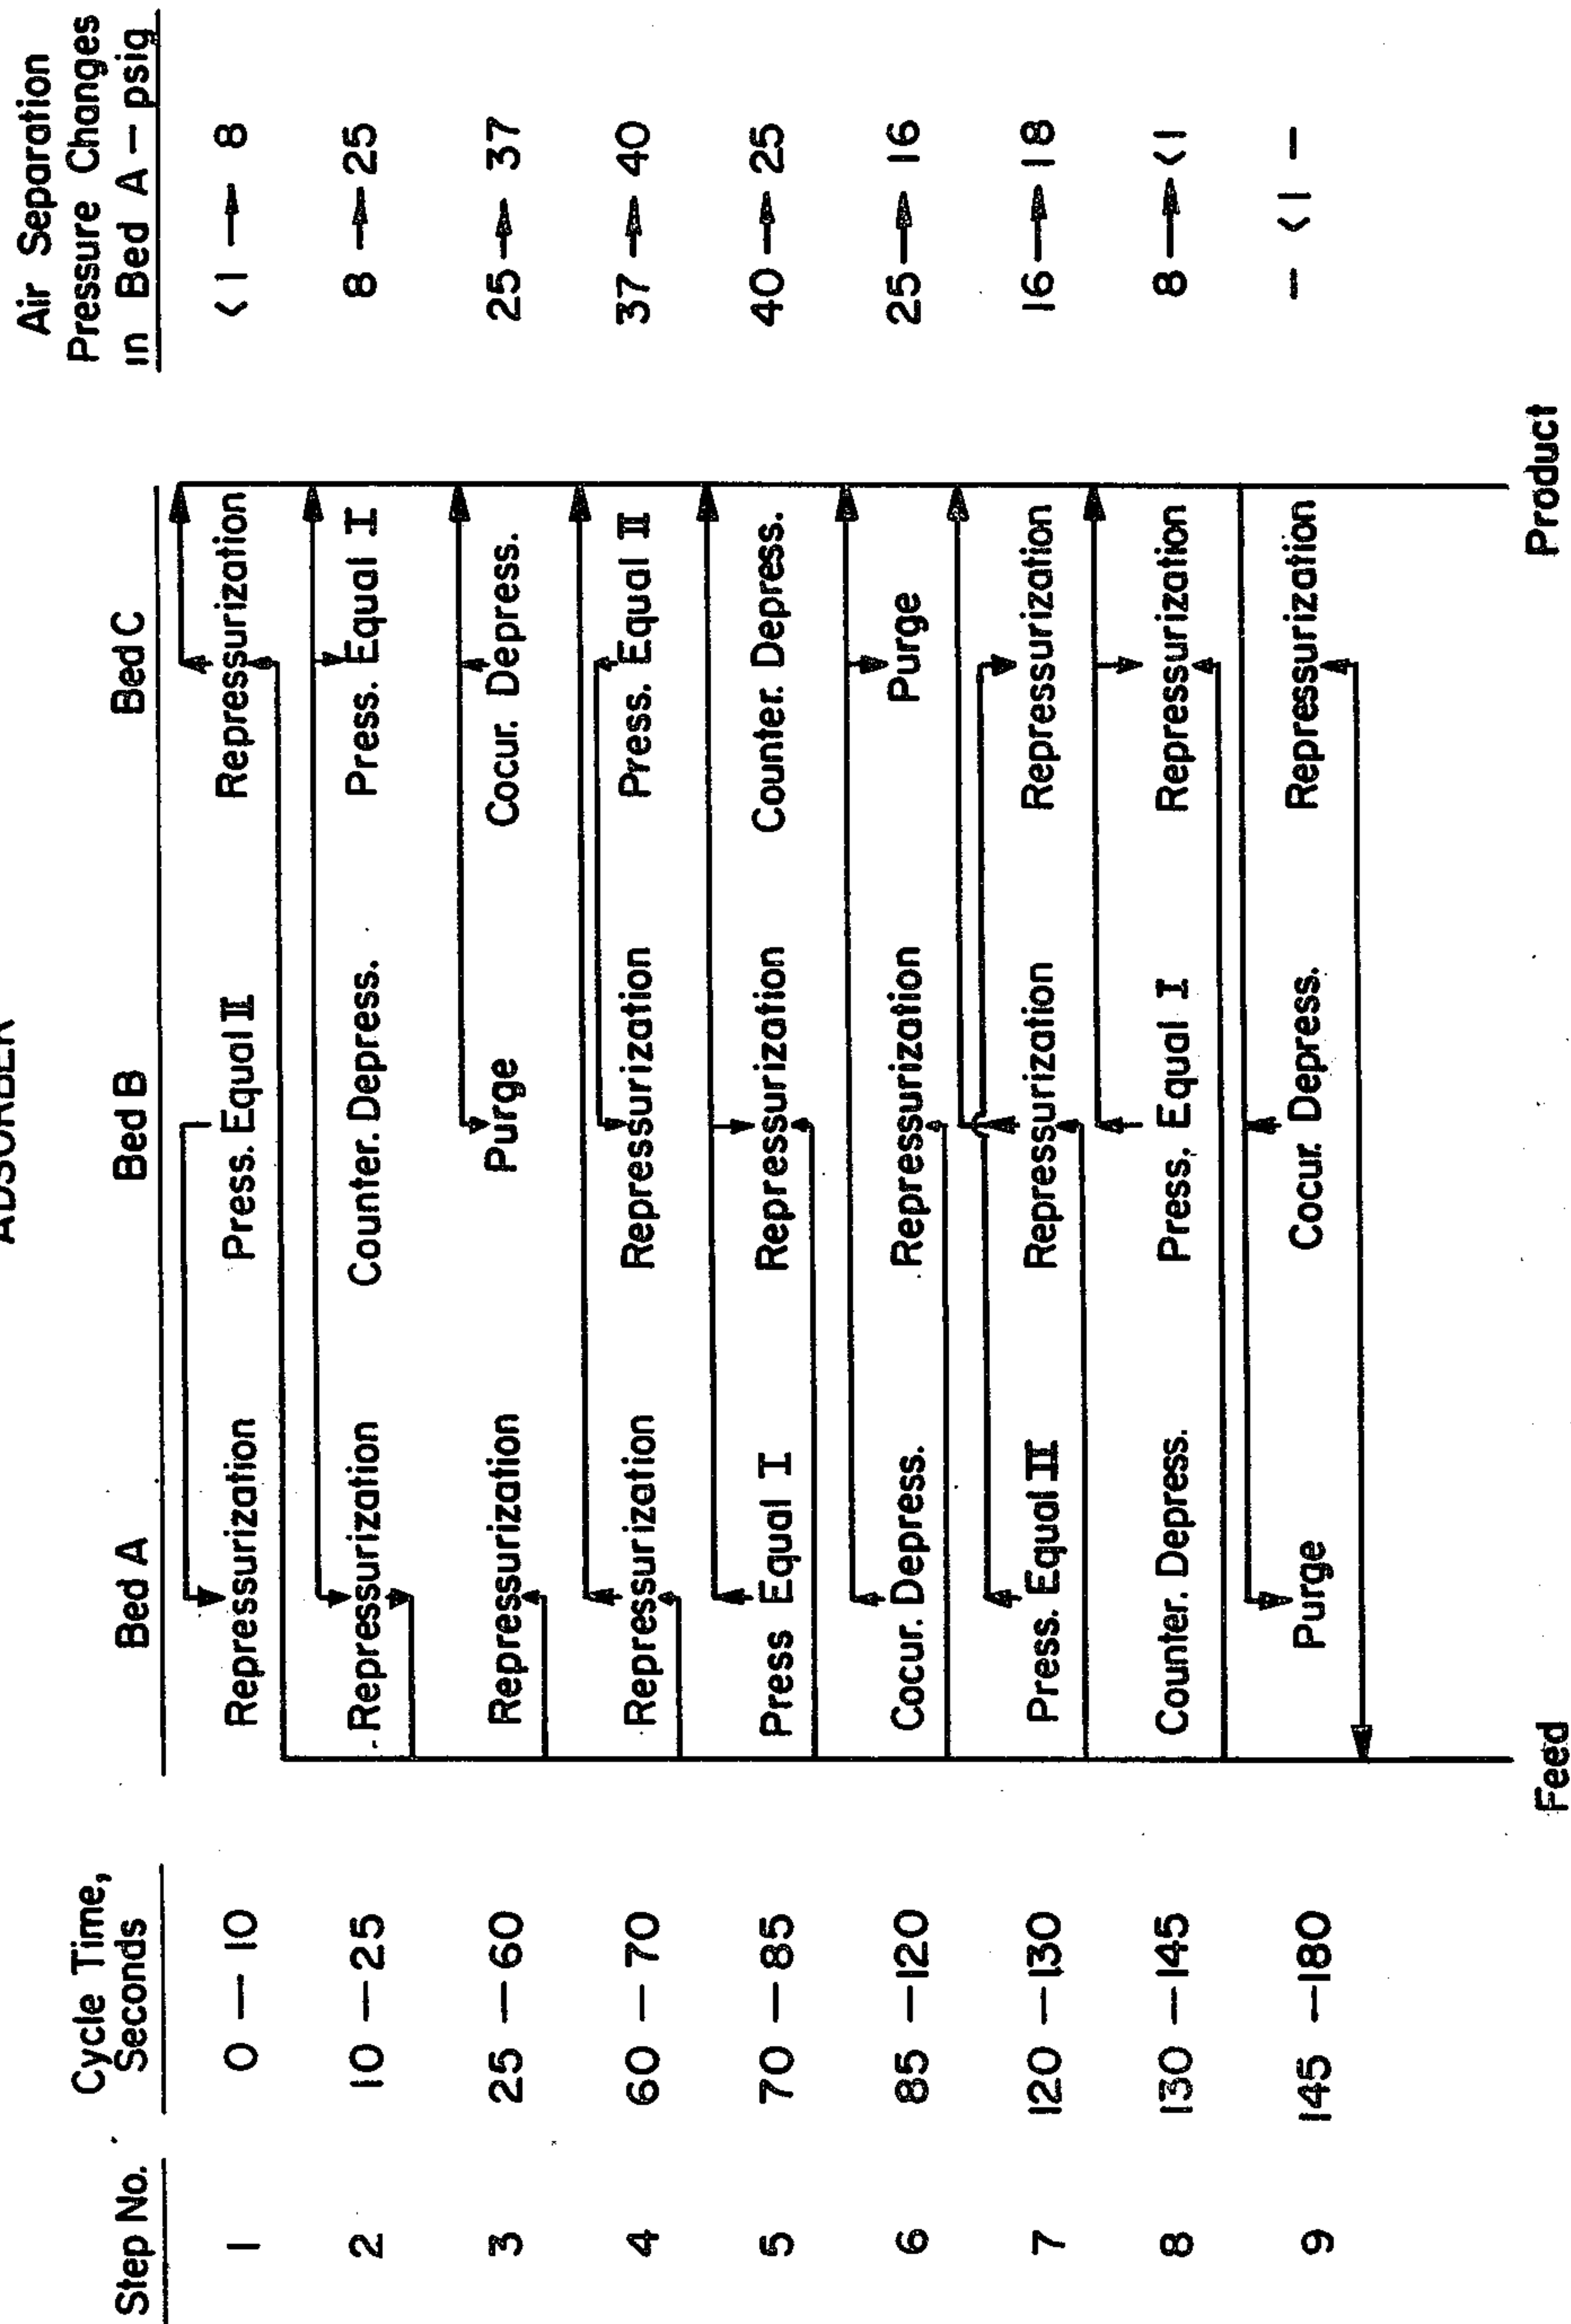 ADSORBER
Step No.
Cycle Time,
Seconds
Bed A
Bed B
Bed C
Air Separation
Pressure Changes
in Bed A — psig
1 0 — 10 Repressurization Press. Equal II Repressurization <1 → 8
2 10 — 25 Repressurization Counter. Depress. Press. Equal I 8 → 25
3 25 — 60 Repressurization Purge Cocur. Depress. 25 → 37
4 60 — 70 Repressurization Repressurization Press. Equal II 37 → 40
5 70 — 85 Press Equal I Repressurization Counter. Depress. 40 → 25
6 85 — 120 Cocur. Depress. Repressurization Purge 25 → 16
7 120 — 130 Press. Equal II Repressurization Repressurization 16 → 18
8 130 — 145 Counter. Depress. Press. Equal I Repressurization 8 → <1
9 145 — 180 Purge Cocur. Depress. Repressurization — <1 —
Feed
Product